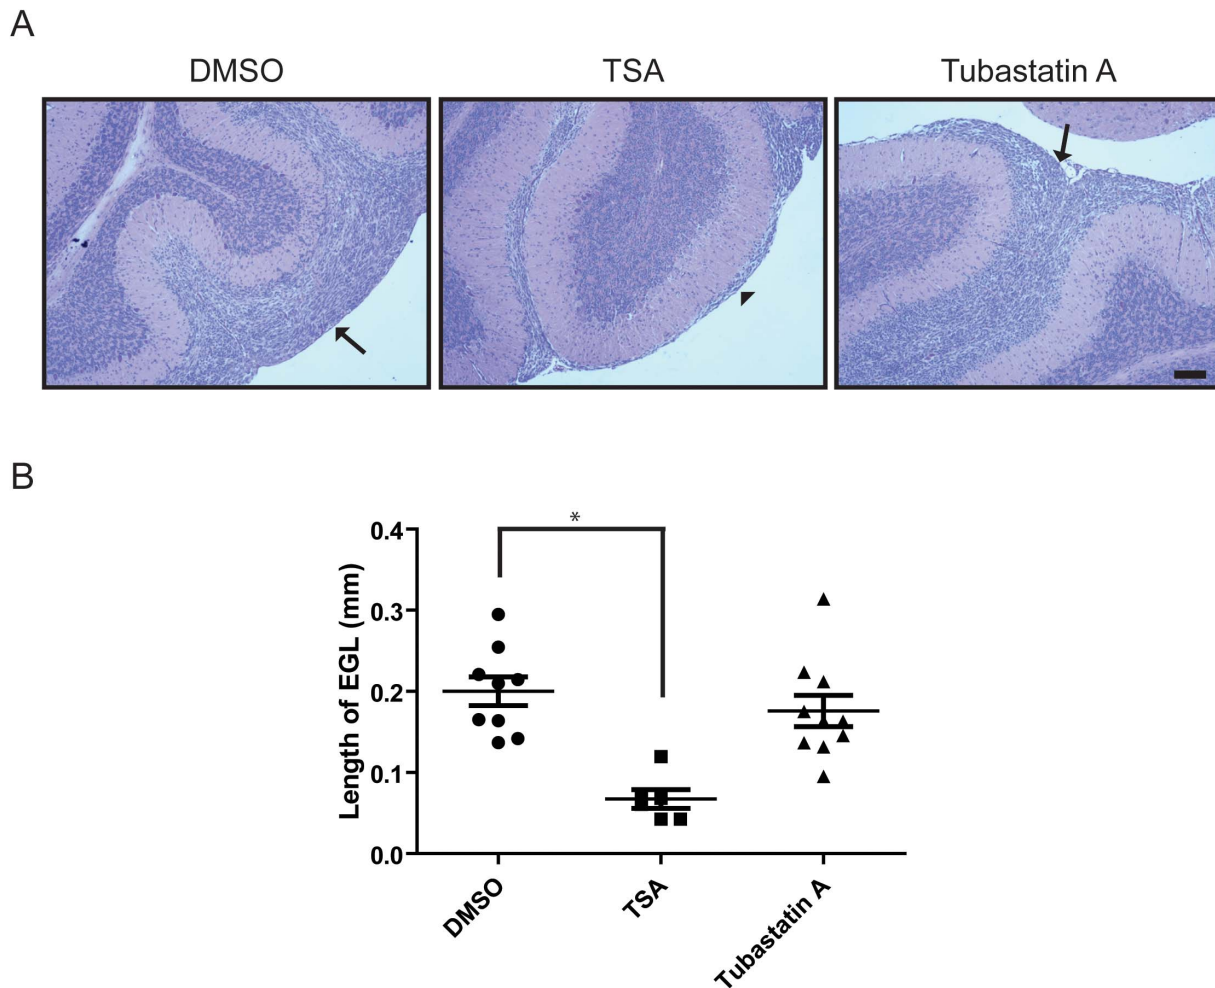 A
DMSO TSA Tubastatin A
B
*
0.4
0.3
0.2
0.1
0.0
Length of EGL (mm)
DMSO
TSA
Tubastatin A